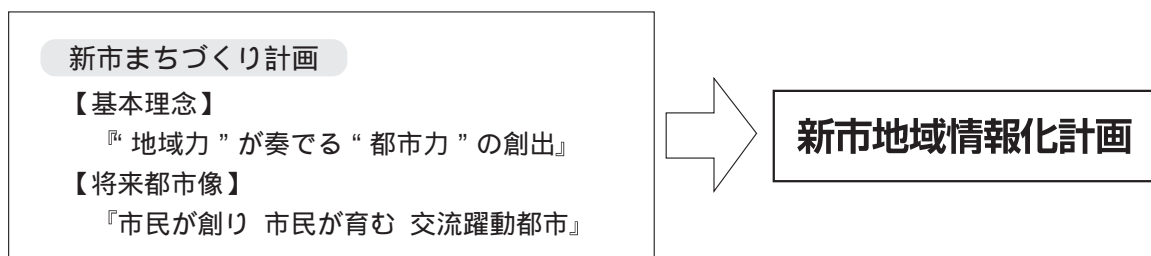 新市まちづくり計画
【基本理念】
『“地域力”が奏でる“都市力”の創出』
【将来都市像】
『市民が創り 市民が育む 交流躍動都市』
新市地域情報化計画